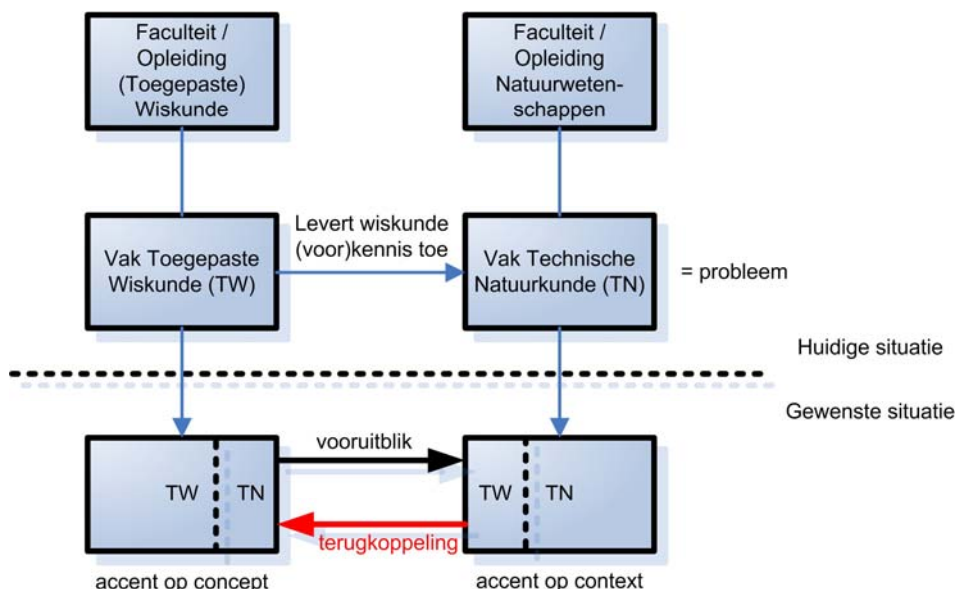 Faculteit /
Opleiding
(Toegepaste)
Wiskunde
Faculteit /
Opleiding
Natuurweten-
schappen
Levert wiskunde
(voor)kennis toe
Vak Toegepaste
Wiskunde (TW)
Vak Technische
Natuurkunde (TN)
= probleem
Huidige situatie
Gewenste situatie
vooruitblik
TW
TN
TW
TN
terugkoppeling
accent op concept
accent op context